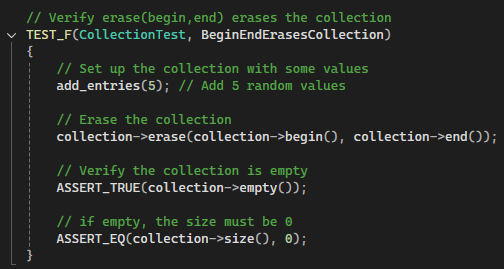 // Verify erase(begin,end) erases the collection
TEST_F(CollectionTest, BeginEndErasesCollection)
{
    // Set up the collection with some values
    add_entries(5); // Add 5 random values

    // Erase the collection
    collection->erase(collection->begin(), collection->end());

    // Verify the collection is empty
    ASSERT_TRUE(collection->empty());

    // if empty, the size must be 0
    ASSERT_EQ(collection->size(), 0);
}